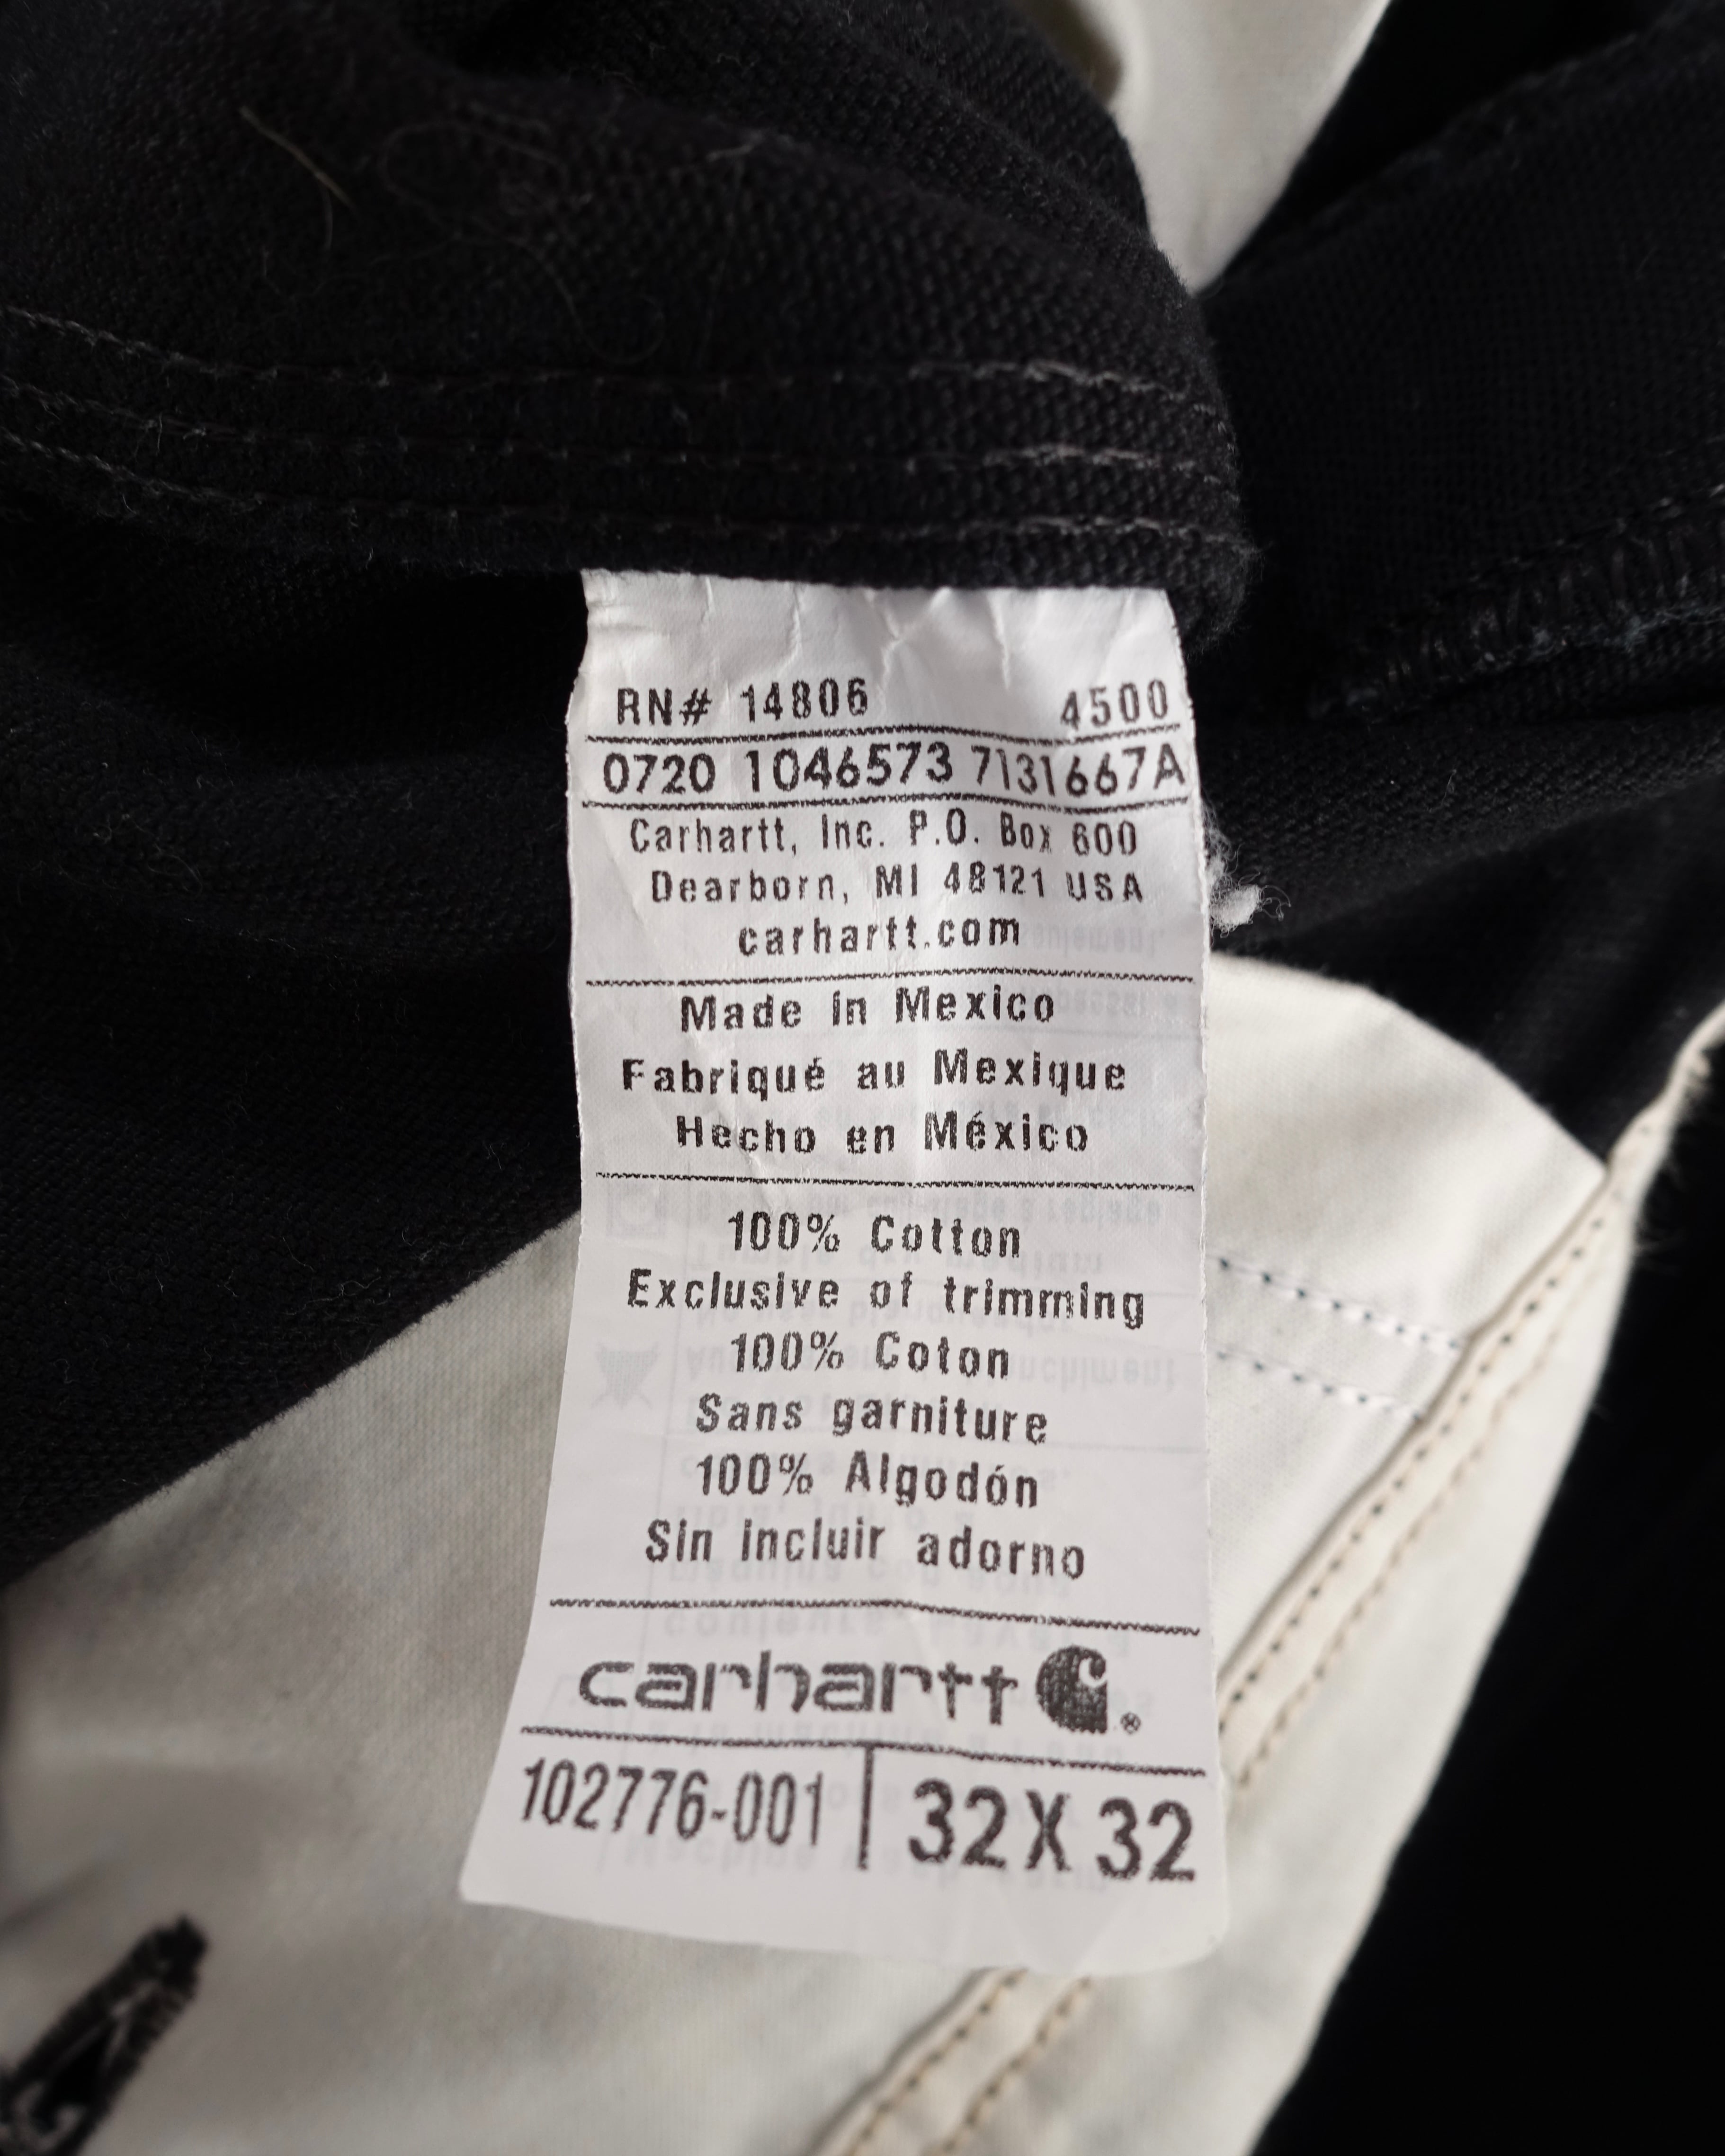 RN# 14806 4500
0720 1046573 7131667A
Carhartt, Inc. P.O. Box 600
Dearborn, MI 48121 USA
carhartt.com
Made in Mexico
Fabriqué au Mexique
Hecho en México
100% Cotton
Exclusive of trimming
100% Coton
Sans garniture
100% Algodón
Sin incluir adorno
carhartt ®
102776-001 32 X 32